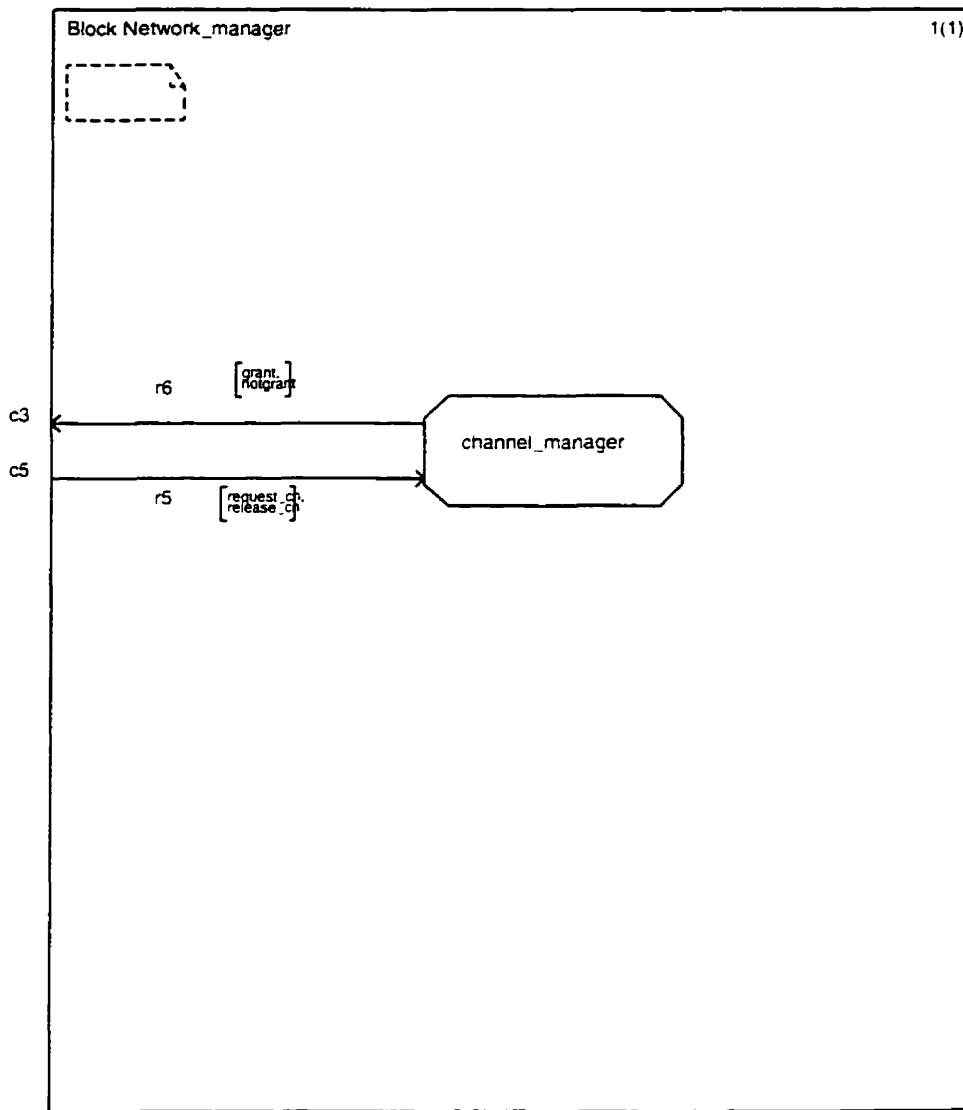 Block Network_manager
1(1)
r6
grant,
notgrant
c3
channel_manager
c5
r5
request_ch,
release_ch